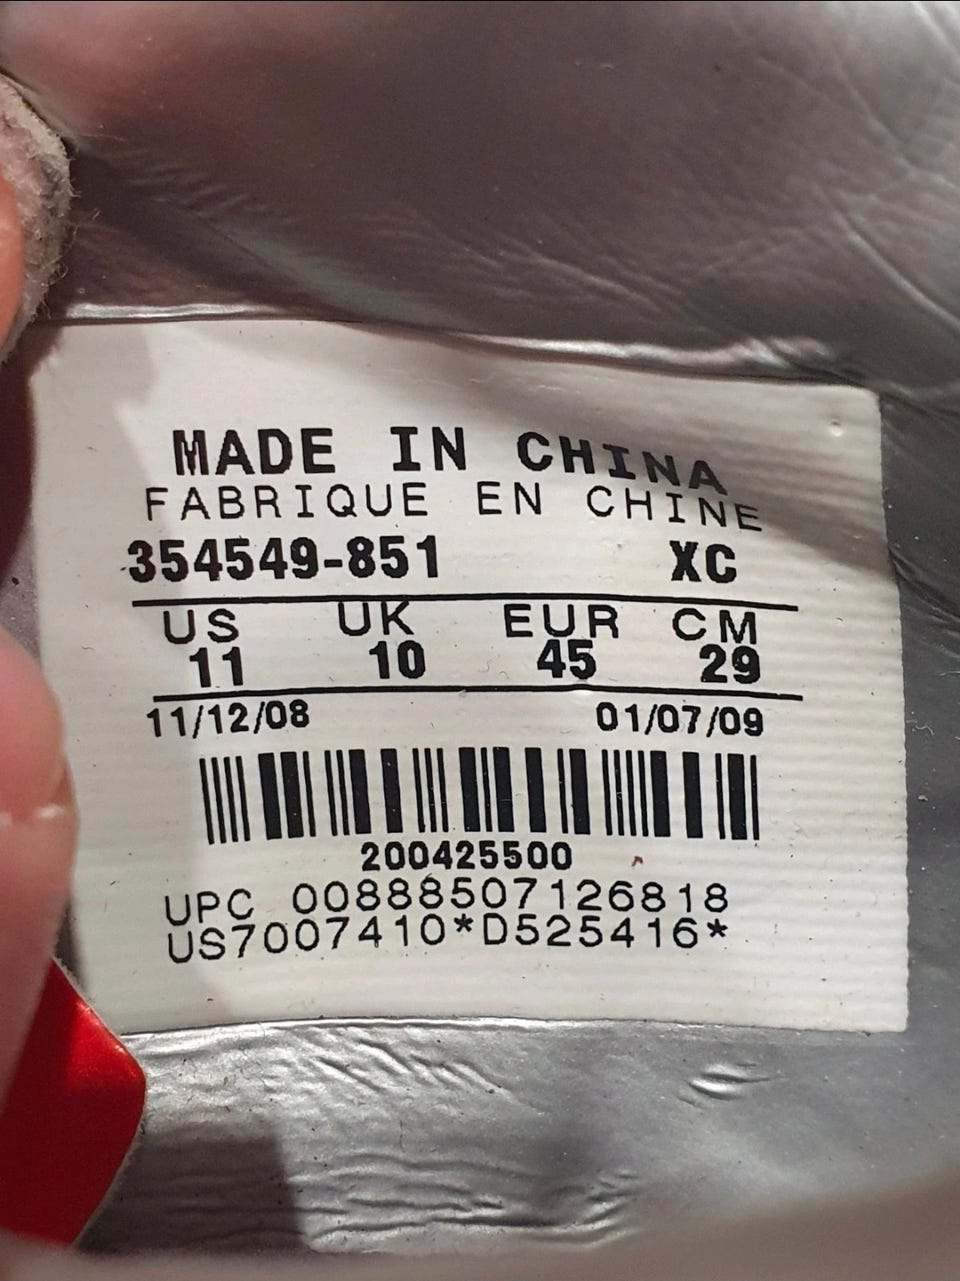 MADE IN CHINA
FABRIQUE EN CHINE
354549-851 XC
US UK EUR CM
11 10 45 29
11/12/08 01/07/09
200425500
UPC 00888507126818
US7007410*D525416*